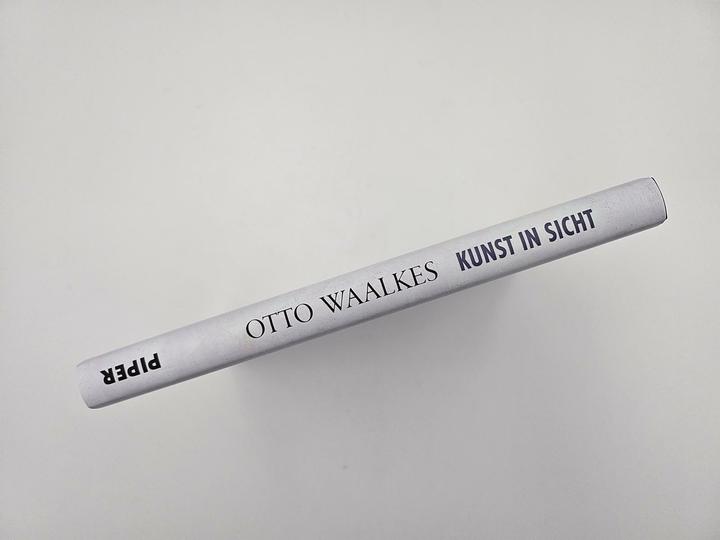 PIPER
OTTO WAALKES KUNST IN SICHT